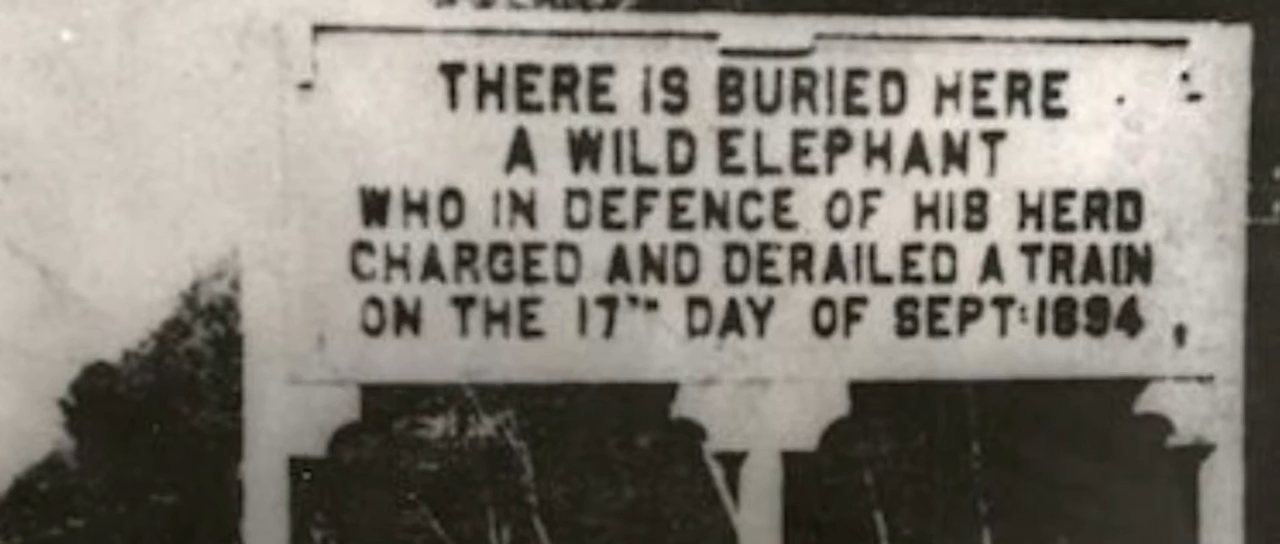 THERE IS BURIED HERE
A WILD ELEPHANT
WHO IN DEFENCE OF HIS HERD
CHARGED AND DERAILED A TRAIN
ON THE 17TH DAY OF SEPT: 1894